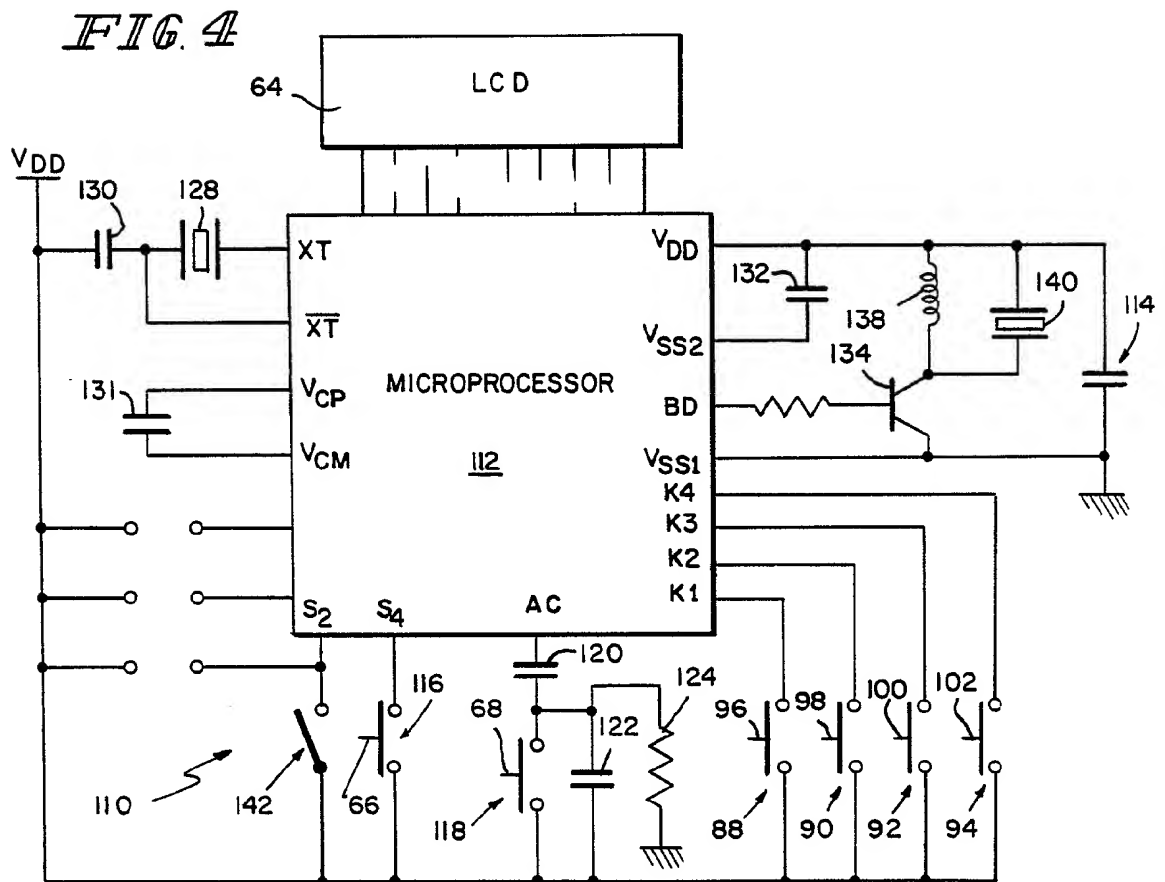 FIG. 4
LCD
64
VDD
130
128
XT
XT
VCP
131
VCM
MICROPROCESSOR
112
VDD
132
VSS2
138
140
114
134
BD
VSS1
K4
K3
K2
K1
S2
S4
AC
120
116
124
68
122
96
98
100
102
110
142
66
118
88
90
92
94